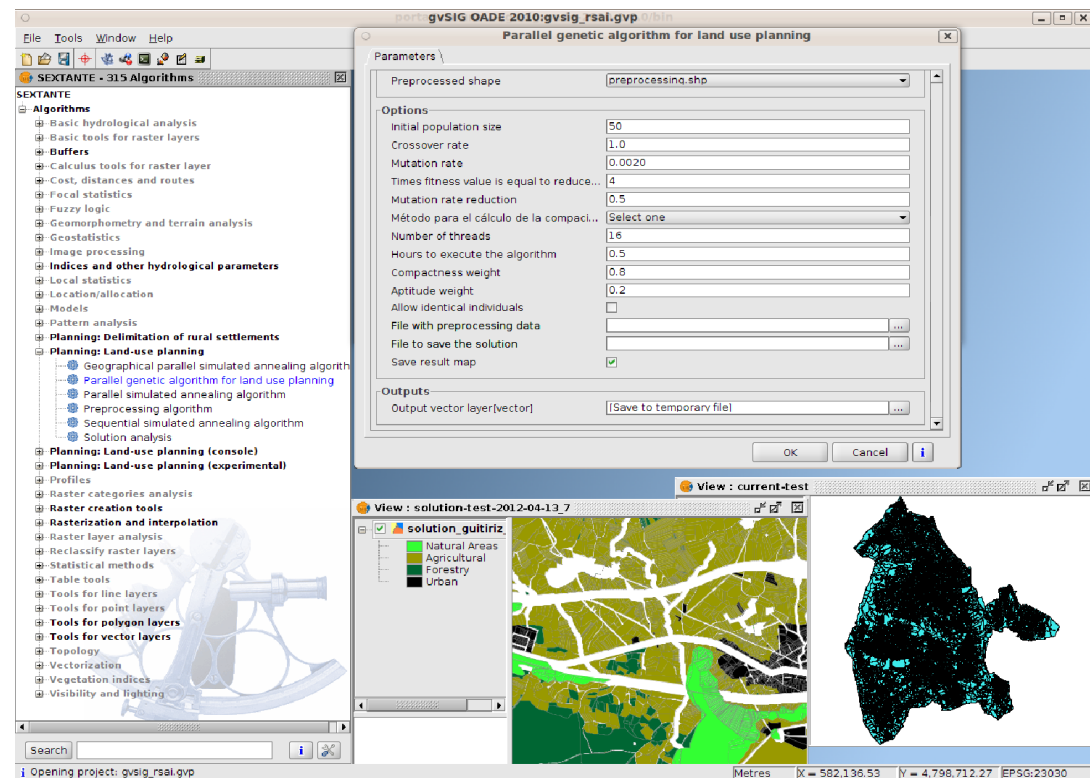 gvSIG OADE 2010:gvsig_rsai.gvp
File Tools Window Help
SEXTANTE - 315 Algorithms
SEXTANTE
Algorithms
Basic hydrological analysis
Basic tools for raster layers
Buffers
Calculus tools for raster layer
Cost, distances and routes
Focal statistics
Fuzzy logic
Geomorphometry and terrain analysis
Geostatistics
Image processing
Indices and other hydrological parameters
Local statistics
Location/allocation
Models
Pattern analysis
Planning: Delimitation of rural settlements
Planning: Land-use planning
Geographical parallel simulated annealing algorith
Parallel genetic algorithm for land use planning
Parallel simulated annealing algorithm
Preprocessing algorithm
Sequential simulated annealing algorithm
Solution analysis
Planning: Land-use planning (console)
Planning: Land-use planning (experimental)
Profiles
Raster categories analysis
Raster creation tools
Rasterization and interpolation
Raster layer analysis
Reclassify raster layers
Statistical methods
Table tools
Tools for line layers
Tools for point layers
Tools for polygon layers
Tools for vector layers
Topology
Vectorization
Vegetation indices
Visibility and lighting
Search
Parallel genetic algorithm for land use planning
Parameters
Preprocessed shape preprocessing.shp
Options
Initial population size 50
Crossover rate 1.0
Mutation rate 0.0020
Times fitness value is equal to reduce... 4
Mutation rate reduction 0.5
Método para el cálculo de la compaci... Select one
Number of threads 16
Hours to execute the algorithm 0.5
Compactness weight 0.8
Aptitude weight 0.2
Allow identical individuals
File with preprocessing data ...
File to save the solution ...
Save result map
Outputs
Output vector layer[vector] [Save to temporary file] ...
OK Cancel i
View : current-test
View : solution-test-2012-04-13_7
solution_guitiriz
Natural Areas
Agricultural
Forestry
Urban
i Opening project: gvsig_rsai.gvp
Metres X = 582,136.53 Y = 4,798,712.27 EPSG:23030